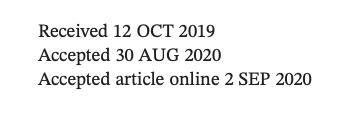 Received 12 OCT 2019
Accepted 30 AUG 2020
Accepted article online 2 SEP 2020